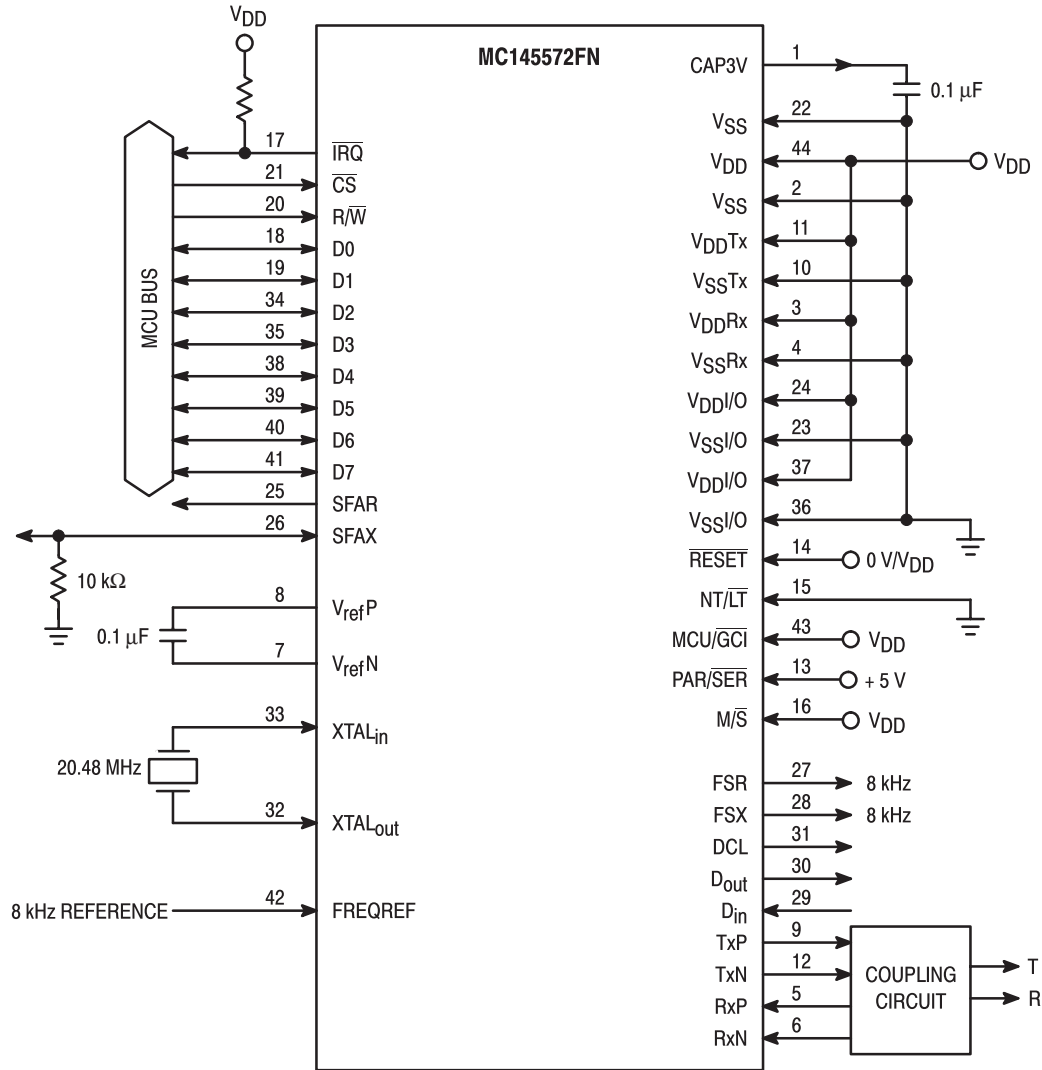 VDD
MC145572FN
MCU BUS
17 IRQ
21 CS
20 R/W
18 D0
19 D1
34 D2
35 D3
38 D4
39 D5
40 D6
41 D7
25 SFAR
26 SFAX
10 kΩ
8 VrefP
0.1 μF
7 VrefN
33 XTALin
20.48 MHz
32 XTALout
8 kHz REFERENCE 42 FREQREF
CAP3V 1
0.1 μF
VSS 22
VDD 44 VDD
VSS 2
VDDTx 11
VSSTx 10
VDDRx 3
VSSRx 4
VDDI/O 24
VSSI/O 23
VDDI/O 37
VSSI/O 36
RESET 14 0 V/VDD
NT/LT 15
MCU/GCI 43 VDD
PAR/SER 13 + 5 V
M/S 16 VDD
FSR 27 8 kHz
FSX 28 8 kHz
DCL 31
Dout 30
Din 29
TxP 9
TxN 12
RxP 5
RxN 6
COUPLING
CIRCUIT
T
R